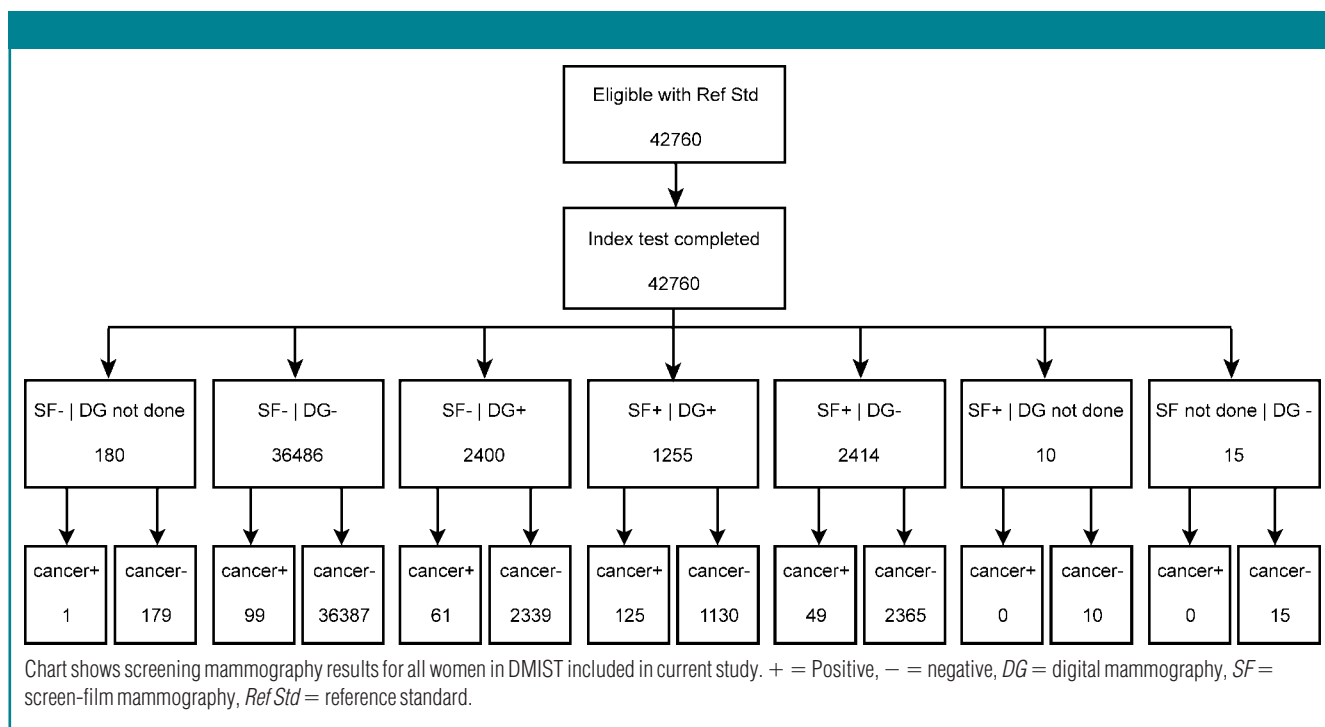 Eligible with Ref Std
42760
Index test completed
42760
SF- | DG not done
180
SF- | DG-
36486
SF- | DG+
2400
SF+ | DG+
1255
SF+ | DG-
2414
SF+ | DG not done
10
SF not done | DG -
15
cancer+
1
cancer-
179
cancer+
99
cancer-
36387
cancer+
61
cancer-
2339
cancer+
125
cancer-
1130
cancer+
49
cancer-
2365
cancer+
0
cancer-
10
cancer+
0
cancer-
15
Chart shows screening mammography results for all women in DMIST included in current study. + = Positive, − = negative, DG = digital mammography, SF =
screen-film mammography, Ref Std = reference standard.